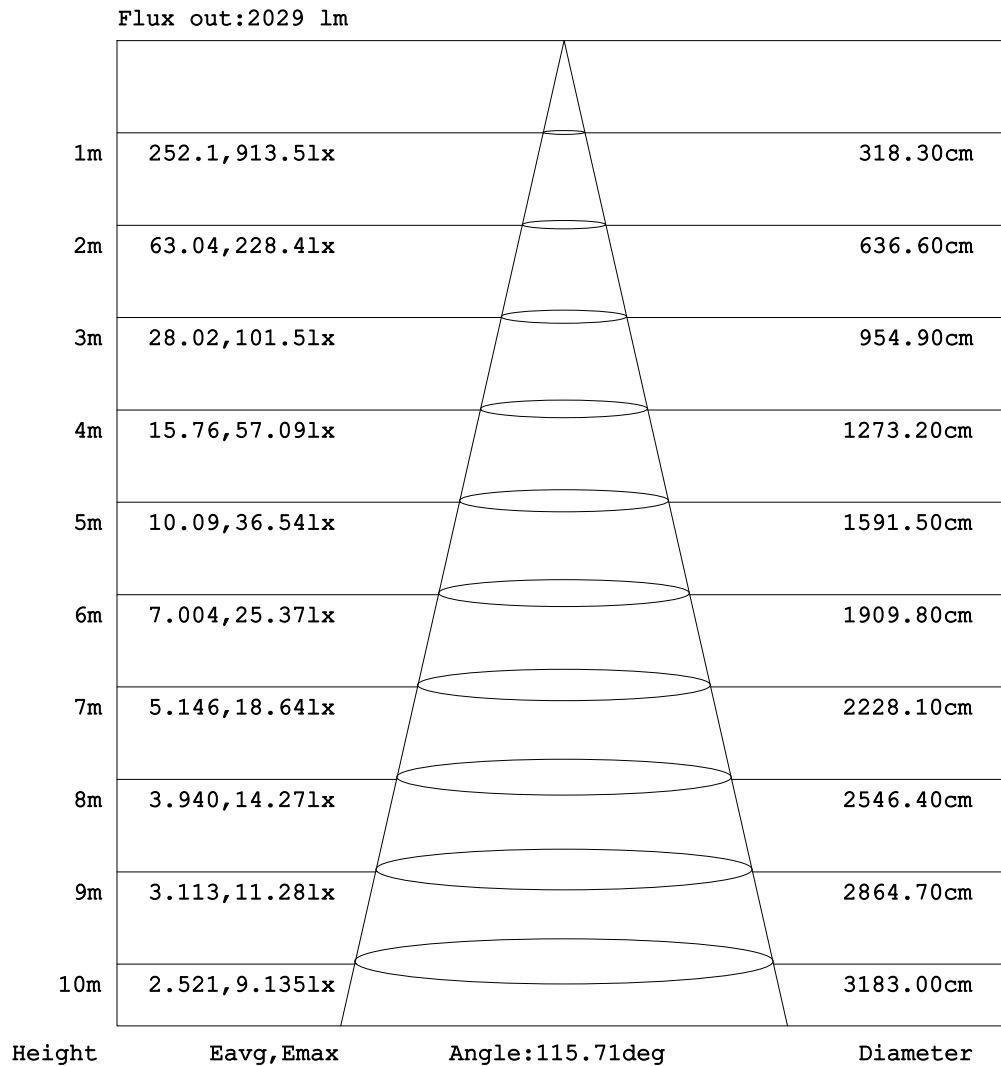 Flux out:2029 lm
1m 252.1,913.5lx 318.30cm
2m 63.04,228.4lx 636.60cm
3m 28.02,101.5lx 954.90cm
4m 15.76,57.09lx 1273.20cm
5m 10.09,36.54lx 1591.50cm
6m 7.004,25.37lx 1909.80cm
7m 5.146,18.64lx 2228.10cm
8m 3.940,14.27lx 2546.40cm
9m 3.113,11.28lx 2864.70cm
10m 2.521,9.135lx 3183.00cm
Height Eavg,Emax Angle:115.71deg Diameter